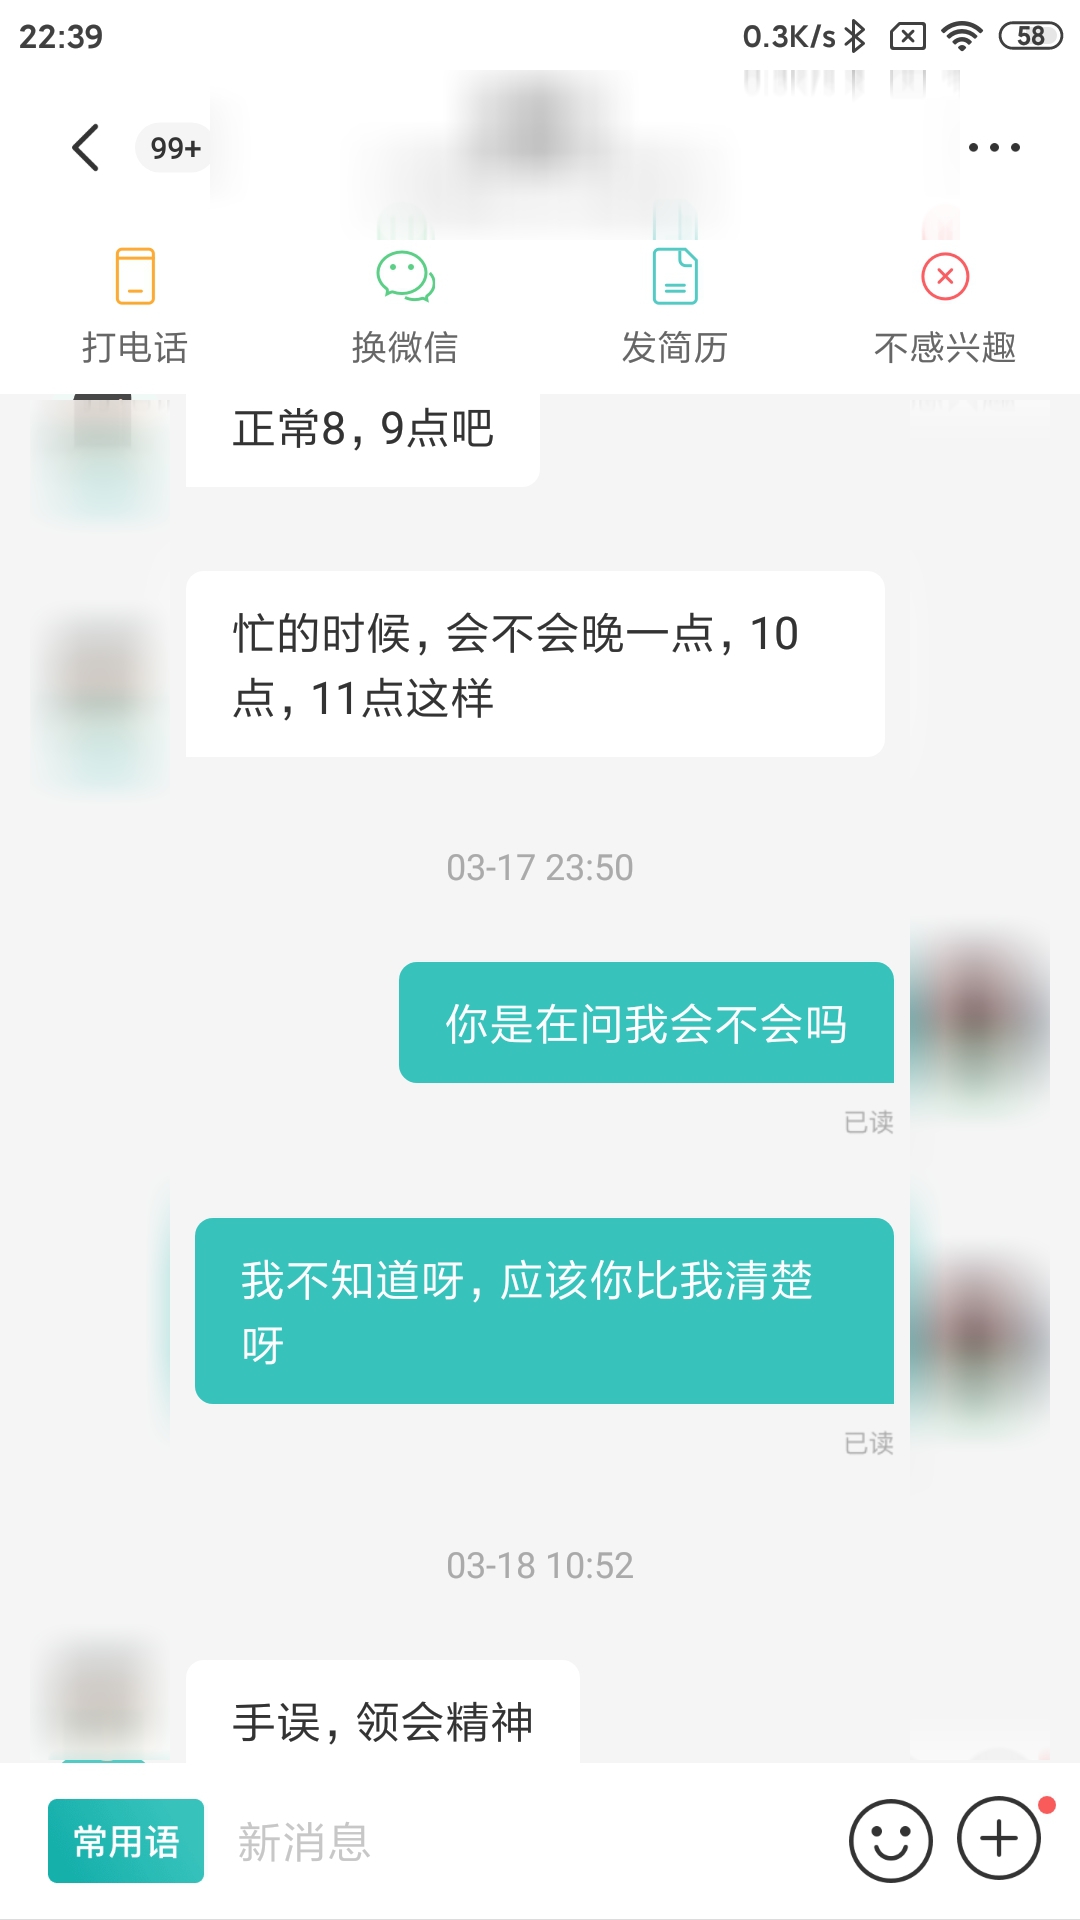 22:39
0.3K/s
58
99+
打电话
换微信
发简历
不感兴趣
正常8，9点吧
忙的时候，会不会晚一点，10
点，11点这样
03-17 23:50
你是在问我会不会吗
已读
我不知道呀，应该你比我清楚
呀
已读
03-18 10:52
手误，领会精神
常用语
新消息